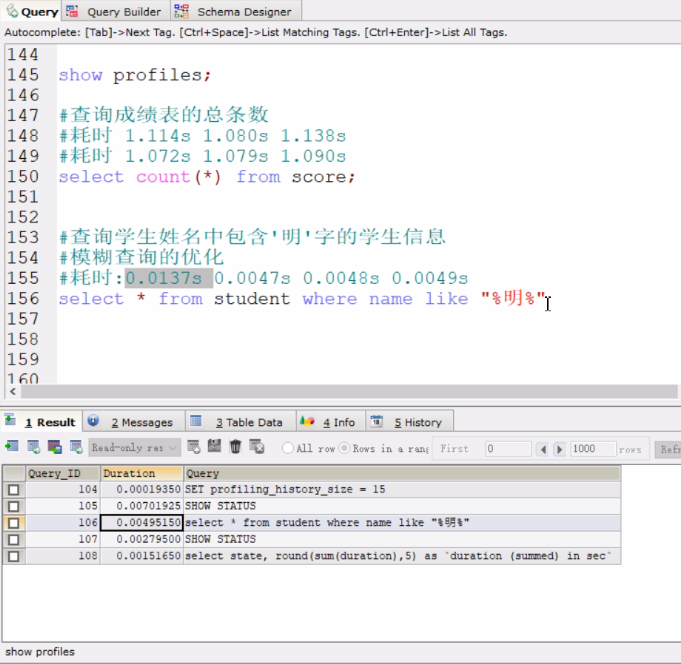 Query Query Builder Schema Designer
Autocomplete: [Tab]->Next Tag. [Ctrl+Space]->List Matching Tags. [Ctrl+Enter]->List All Tags.
144
145 show profiles;
146
147 #查询成绩表的总条数
148 #耗时 1.114s 1.080s 1.138s
149 #耗时 1.072s 1.079s 1.090s
150 select count(*) from score;
151
152
153 #查询学生姓名中包含'明'字的学生信息
154 #模糊查询的优化
155 #耗时:0.0137s 0.0047s 0.0048s 0.0049s
156 select * from student where name like "%明%"
157
158
159
160
1 Result 2 Messages 3 Table Data 4 Info 5 History
Read-only res All row Rows in a rang First 0 1000 rows Refr
Query_ID Duration Query
104 0.00019350 SET profiling_history_size = 15
105 0.00701925 SHOW STATUS
106 0.00495150 select * from student where name like "%明%"
107 0.00279500 SHOW STATUS
108 0.00151650 select state, round(sum(duration),5) as `duration (summed) in sec`
show profiles